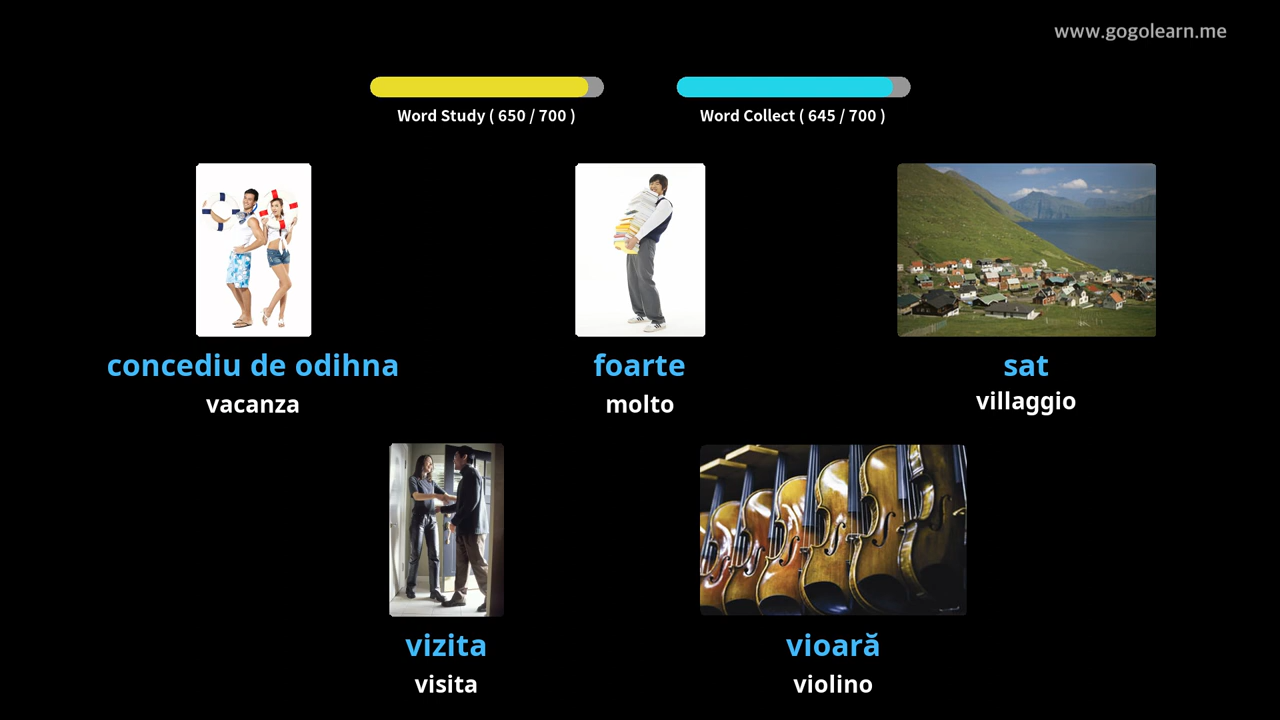 www.gogolearn.me
Word Study ( 650 / 700 )
Word Collect ( 645 / 700 )
concediu de odihna
vacanza
foarte
molto
sat
villaggio
vizita
visita
vioară
violino